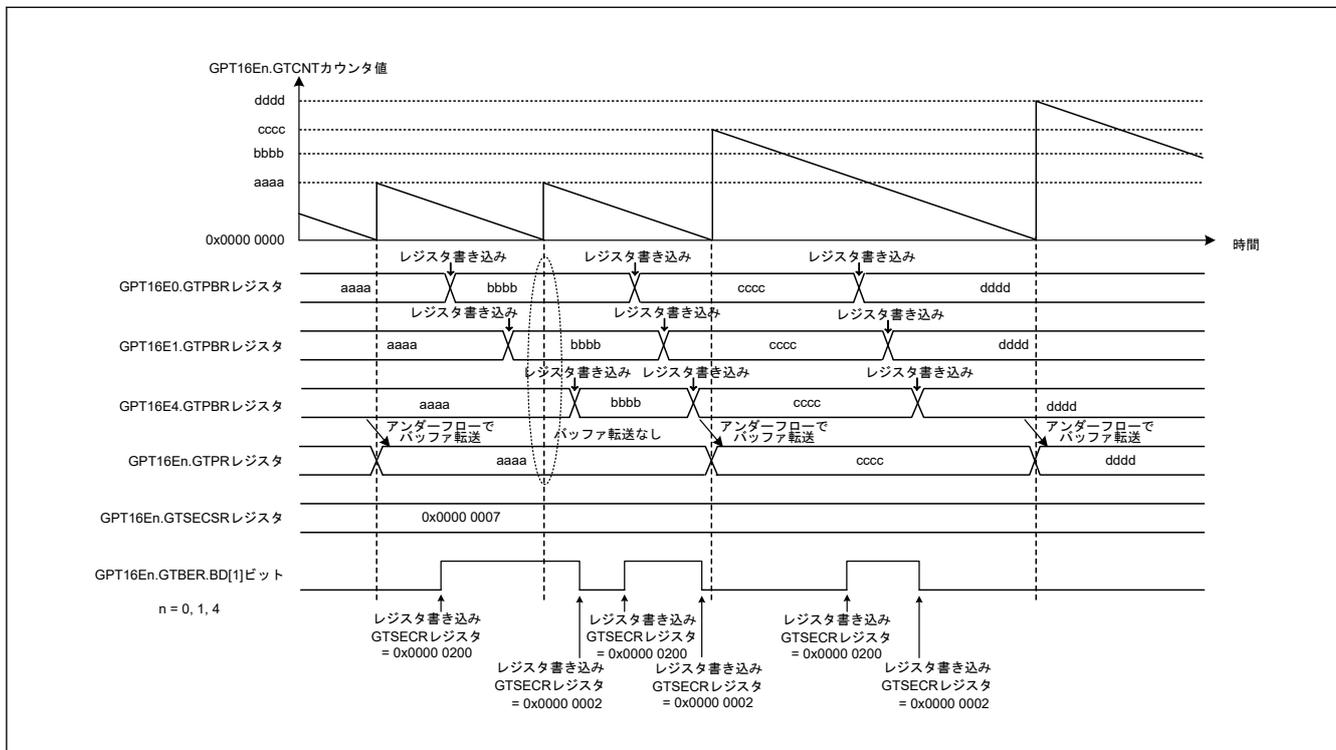 GPT16En.GTCNTカウンタ値
dddd
cccc
bbbb
aaaa
0x0000 0000
時間
レジスタ書き込み レジスタ書き込み レジスタ書き込み
GPT16E0.GTPBRレジスタ aaaa bbbb cccc dddd
レジスタ書き込み レジスタ書き込み レジスタ書き込み
GPT16E1.GTPBRレジスタ aaaa bbbb cccc dddd
レジスタ書き込み レジスタ書き込み レジスタ書き込み
GPT16E4.GTPBRレジスタ aaaa bbbb cccc dddd
アンダーフローで アンダーフローで アンダーフローで
バッファ転送 バッファ転送なし バッファ転送 バッファ転送
GPT16En.GTPRレジスタ aaaa cccc dddd
GPT16En.GTSECSRレジスタ 0x0000 0007
GPT16En.GTBER.BD[1]ビット
n = 0, 1, 4
レジスタ書き込み レジスタ書き込み レジスタ書き込み
GTSECRレジスタ GTSECRレジスタ GTSECRレジスタ
= 0x0000 0200 = 0x0000 0200 = 0x0000 0200
レジスタ書き込み レジスタ書き込み レジスタ書き込み
GTSECRレジスタ GTSECRレジスタ GTSECRレジスタ
= 0x0000 0002 = 0x0000 0002 = 0x0000 0002